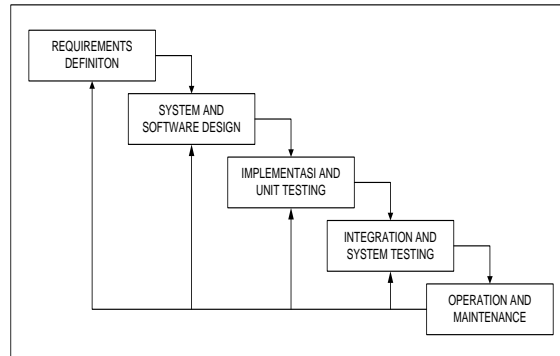 REQUIREMENTS
DEFINITON
SYSTEM AND
SOFTWARE DESIGN
IMPLEMENTASI AND
UNIT TESTING
INTEGRATION AND
SYSTEM TESTING
OPERATION AND
MAINTENANCE